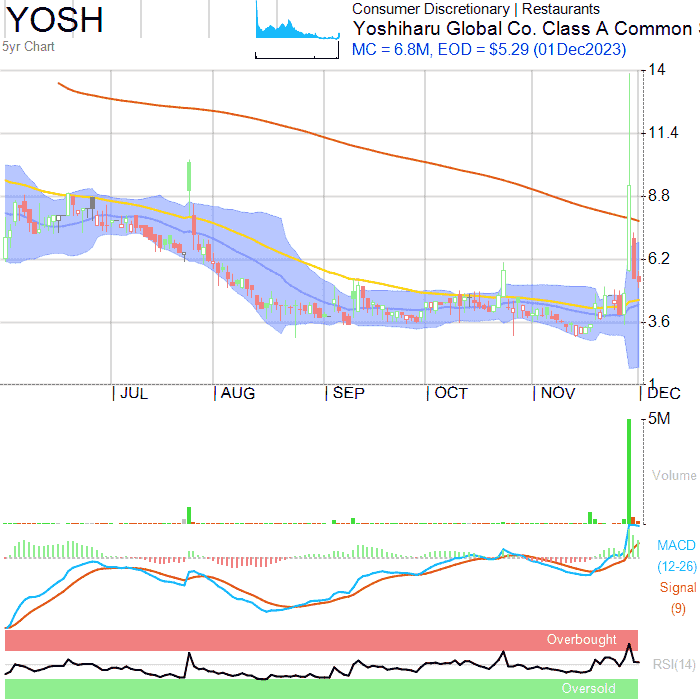 YOSH
5yr Chart
Consumer Discretionary | Restaurants
Yoshiharu Global Co. Class A Common
MC = 6.8M, EOD = $5.29 (01Dec2023)
14
11.4
8.8
6.2
3.6
1
JUL AUG SEP OCT NOV DEC
5M
Volume
MACD
(12-26)
Signal
(9)
Overbought
RSI(14)
Oversold